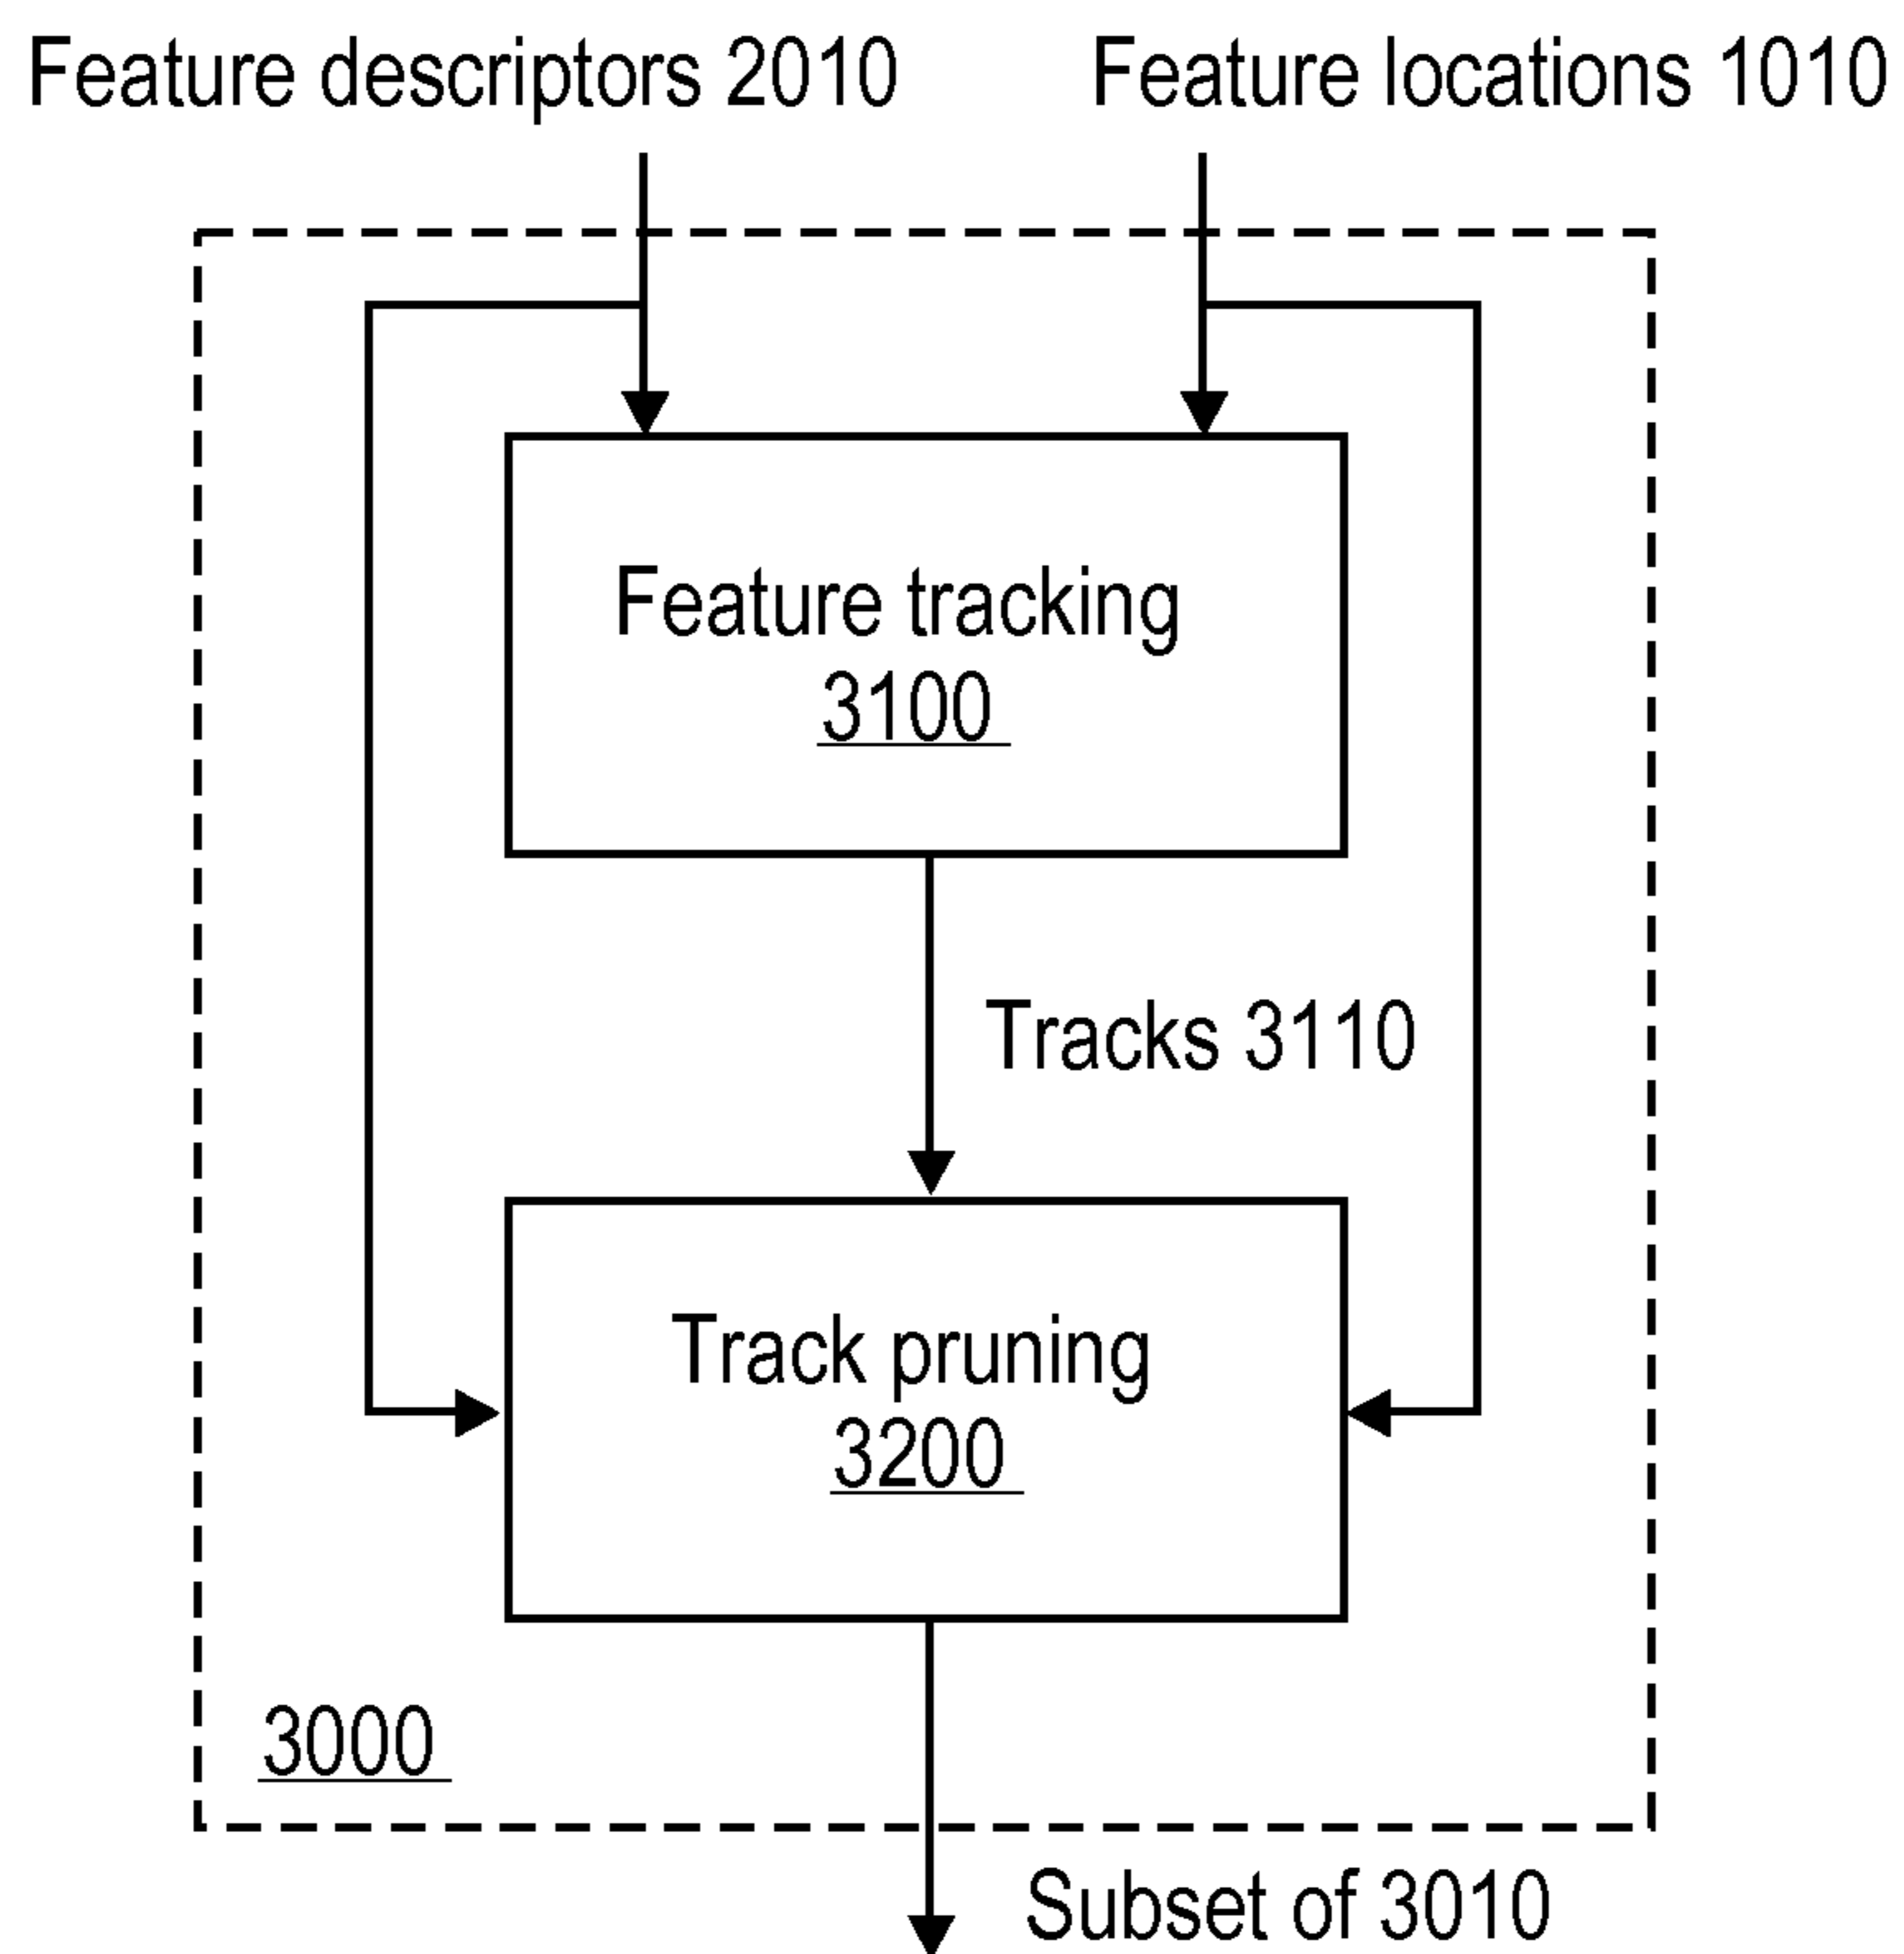 Feature descriptors 2010
Feature locations 1010
Feature tracking
3100
Tracks 3110
Track pruning
3200
3000
Subset of 3010